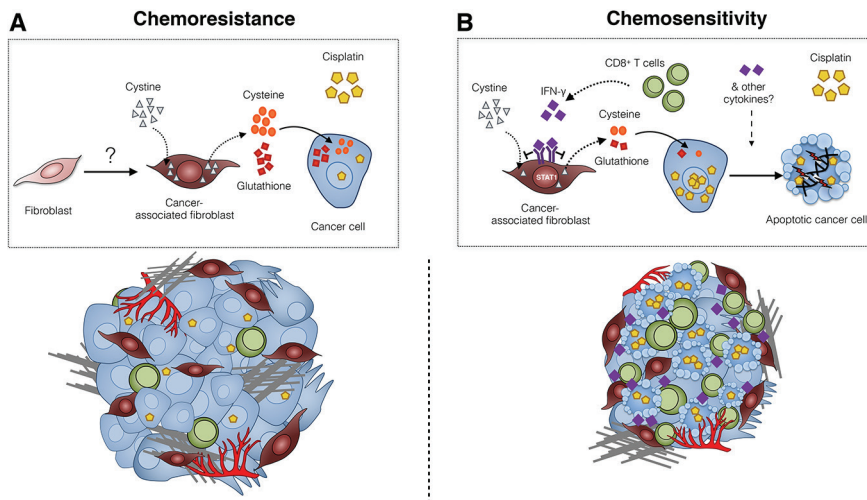 A
Chemoresistance
Cisplatin
Cystine
Cysteine
?
Glutathione
Fibroblast
Cancer-
associated fibroblast
Cancer cell
B
Chemosensitivity
CD8⁺ T cells
Cisplatin
Cystine
IFN-γ
& other
cytokines?
Cysteine
Glutathione
STAT1
Cancer-
associated fibroblast
Apoptotic cancer cell